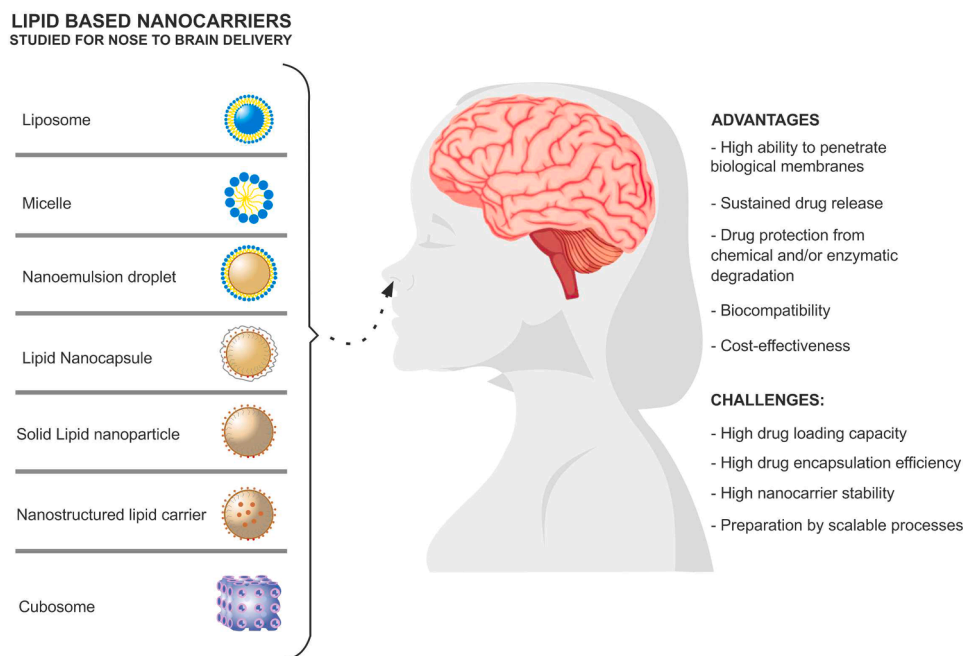 LIPID BASED NANOCARRIERS
STUDIED FOR NOSE TO BRAIN DELIVERY
Liposome
Micelle
Nanoemulsion droplet
Lipid Nanocapsule
Solid Lipid nanoparticle
Nanostructured lipid carrier
Cubosome
ADVANTAGES
- High ability to penetrate
biological membranes
- Sustained drug release
- Drug protection from
chemical and/or enzymatic
degradation
- Biocompatibility
- Cost-effectiveness
CHALLENGES:
- High drug loading capacity
- High drug encapsulation efficiency
- High nanocarrier stability
- Preparation by scalable processes